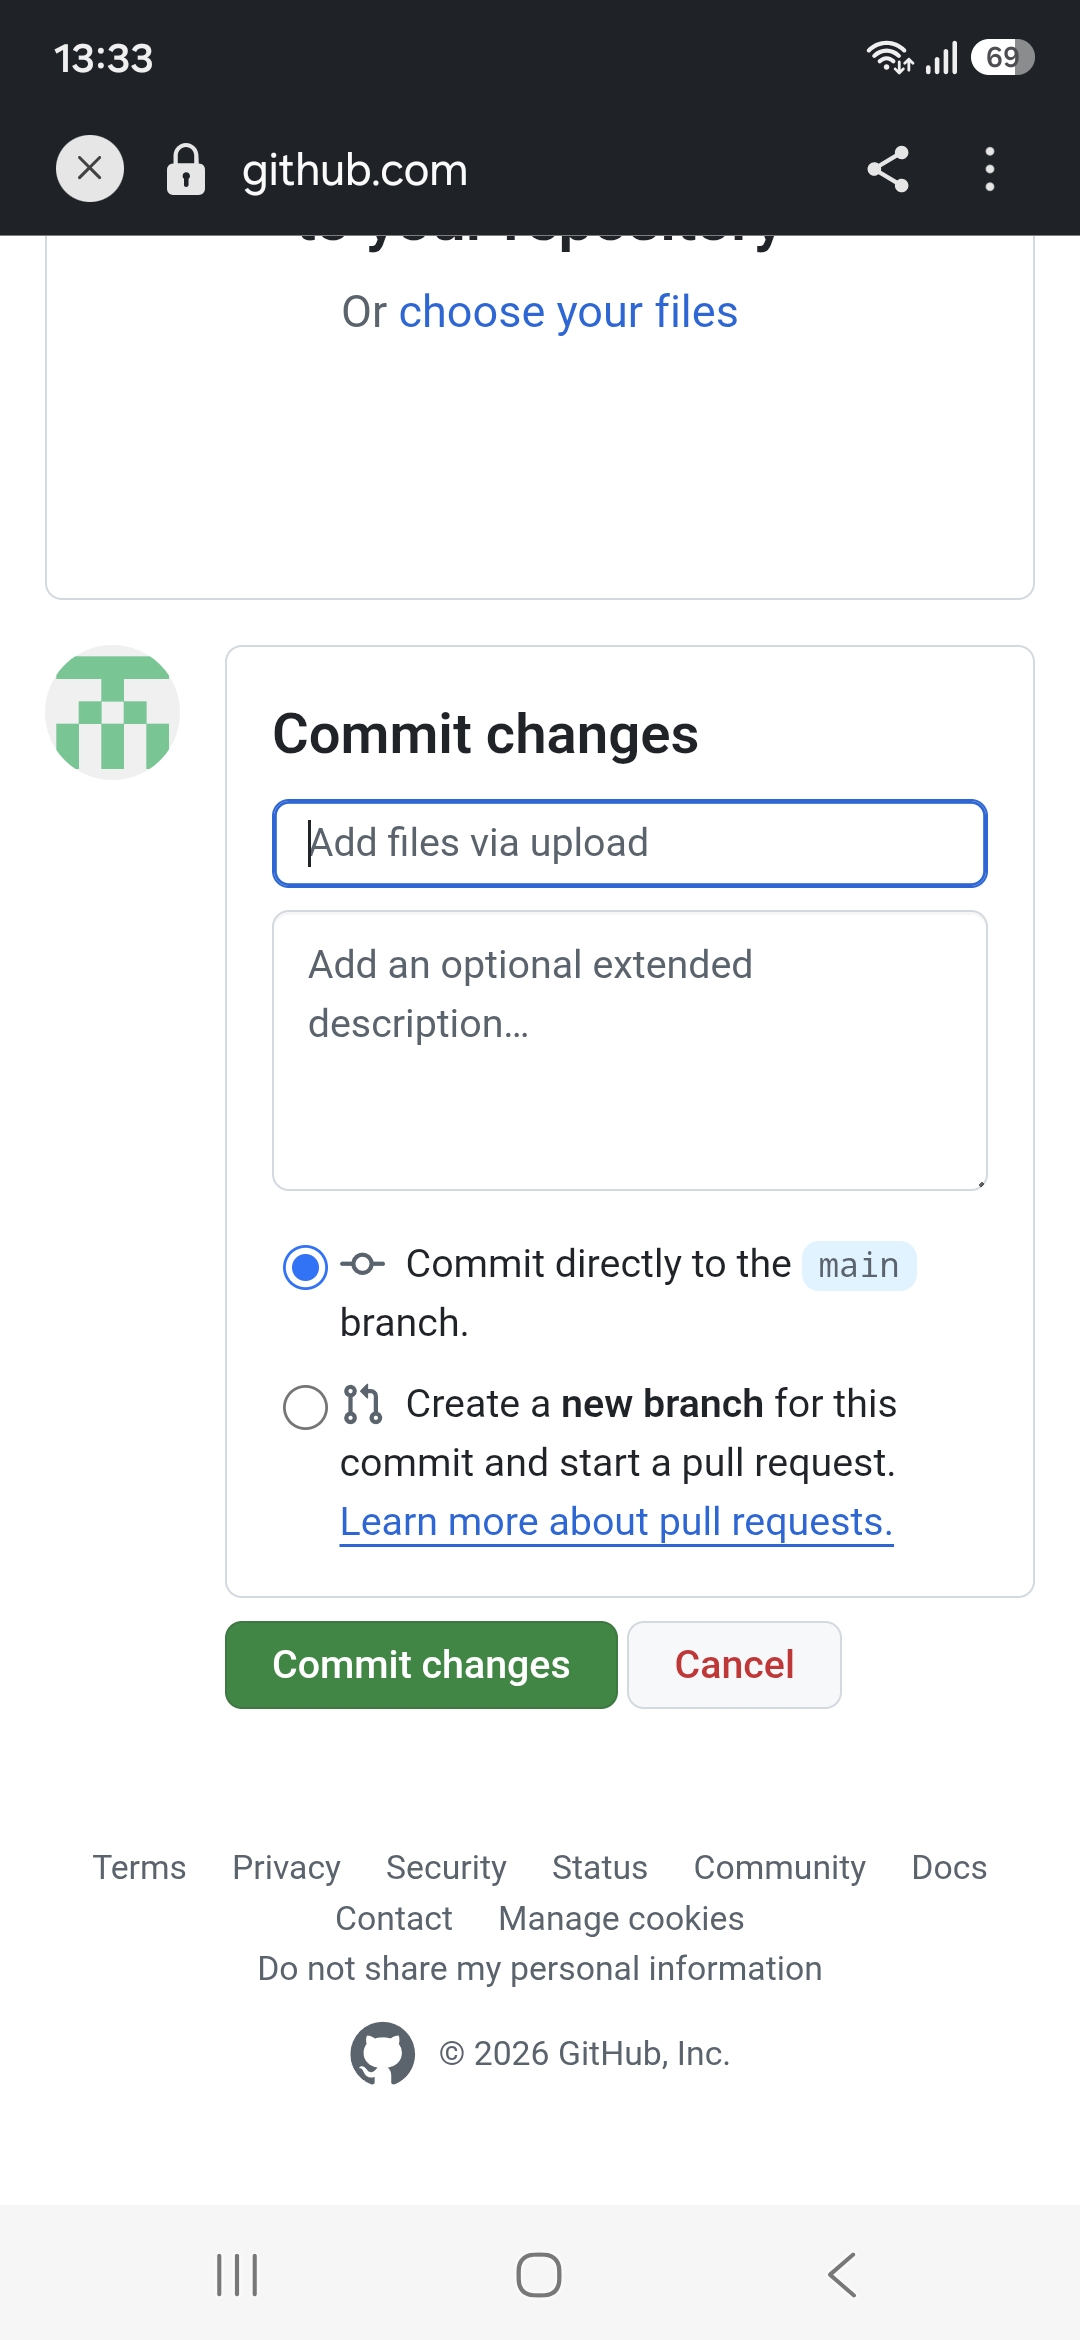 13:33
69
github.com
to your repository
Or choose your files
Commit changes
Add files via upload
Add an optional extended
description...
Commit directly to the main
branch.
Create a new branch for this
commit and start a pull request.
Learn more about pull requests.
Commit changes Cancel
Terms Privacy Security Status Community Docs
Contact Manage cookies
Do not share my personal information
© 2026 GitHub, Inc.